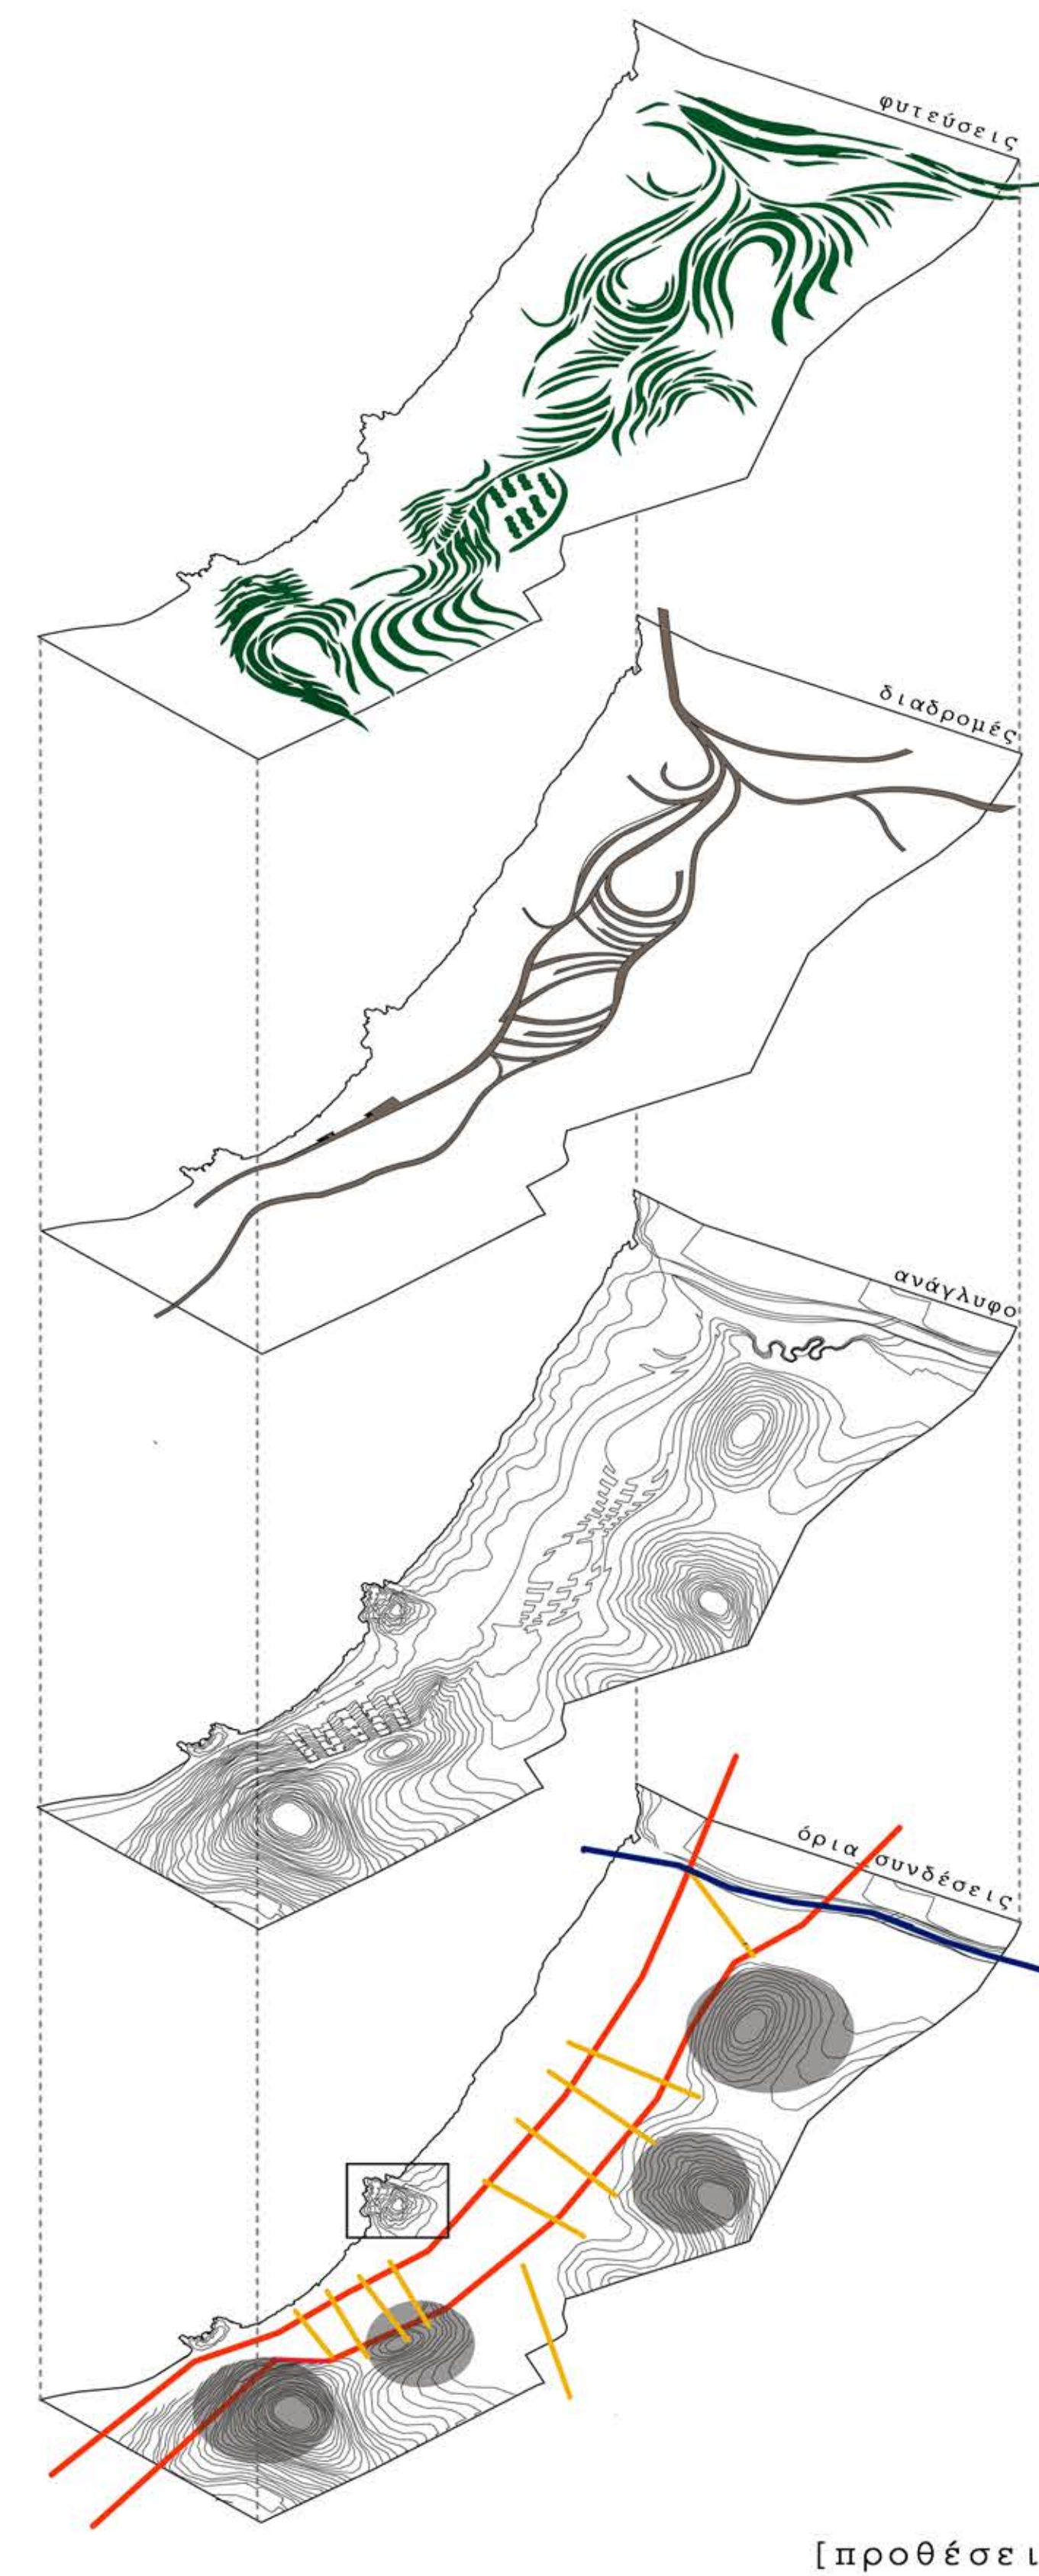 φυτεύσεις
διαδρομές
ανάγλυφο
όρια συνδέσεις
[προθέσει